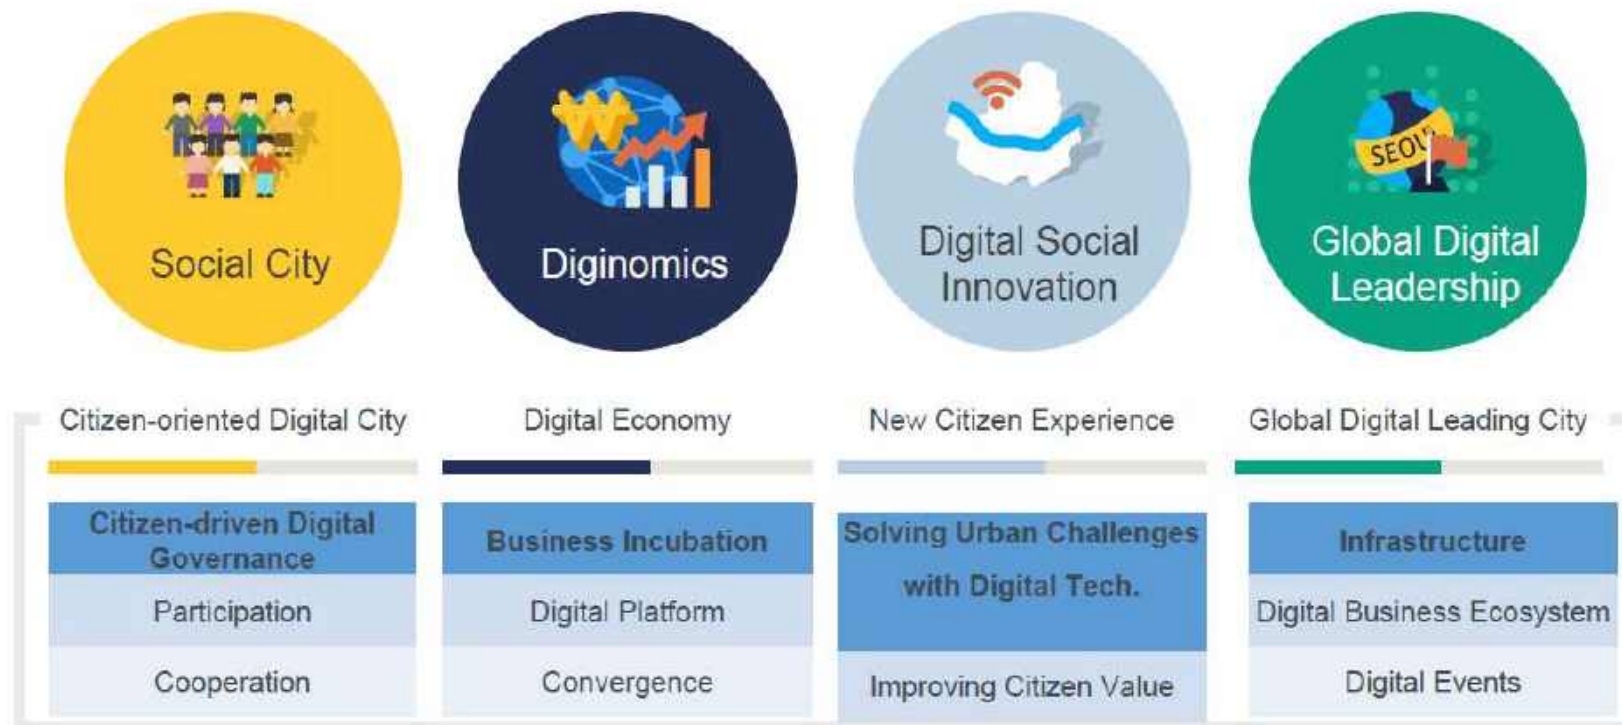 SEOUL
Social City
Diginomics
Digital Social
Innovation
Global Digital
Leadership
Citizen-oriented Digital City
Digital Economy
New Citizen Experience
Global Digital Leading City
Citizen-driven Digital
Governance
Participation
Cooperation
Business Incubation
Digital Platform
Convergence
Solving Urban Challenges
with Digital Tech.
Improving Citizen Value
Infrastructure
Digital Business Ecosystem
Digital Events